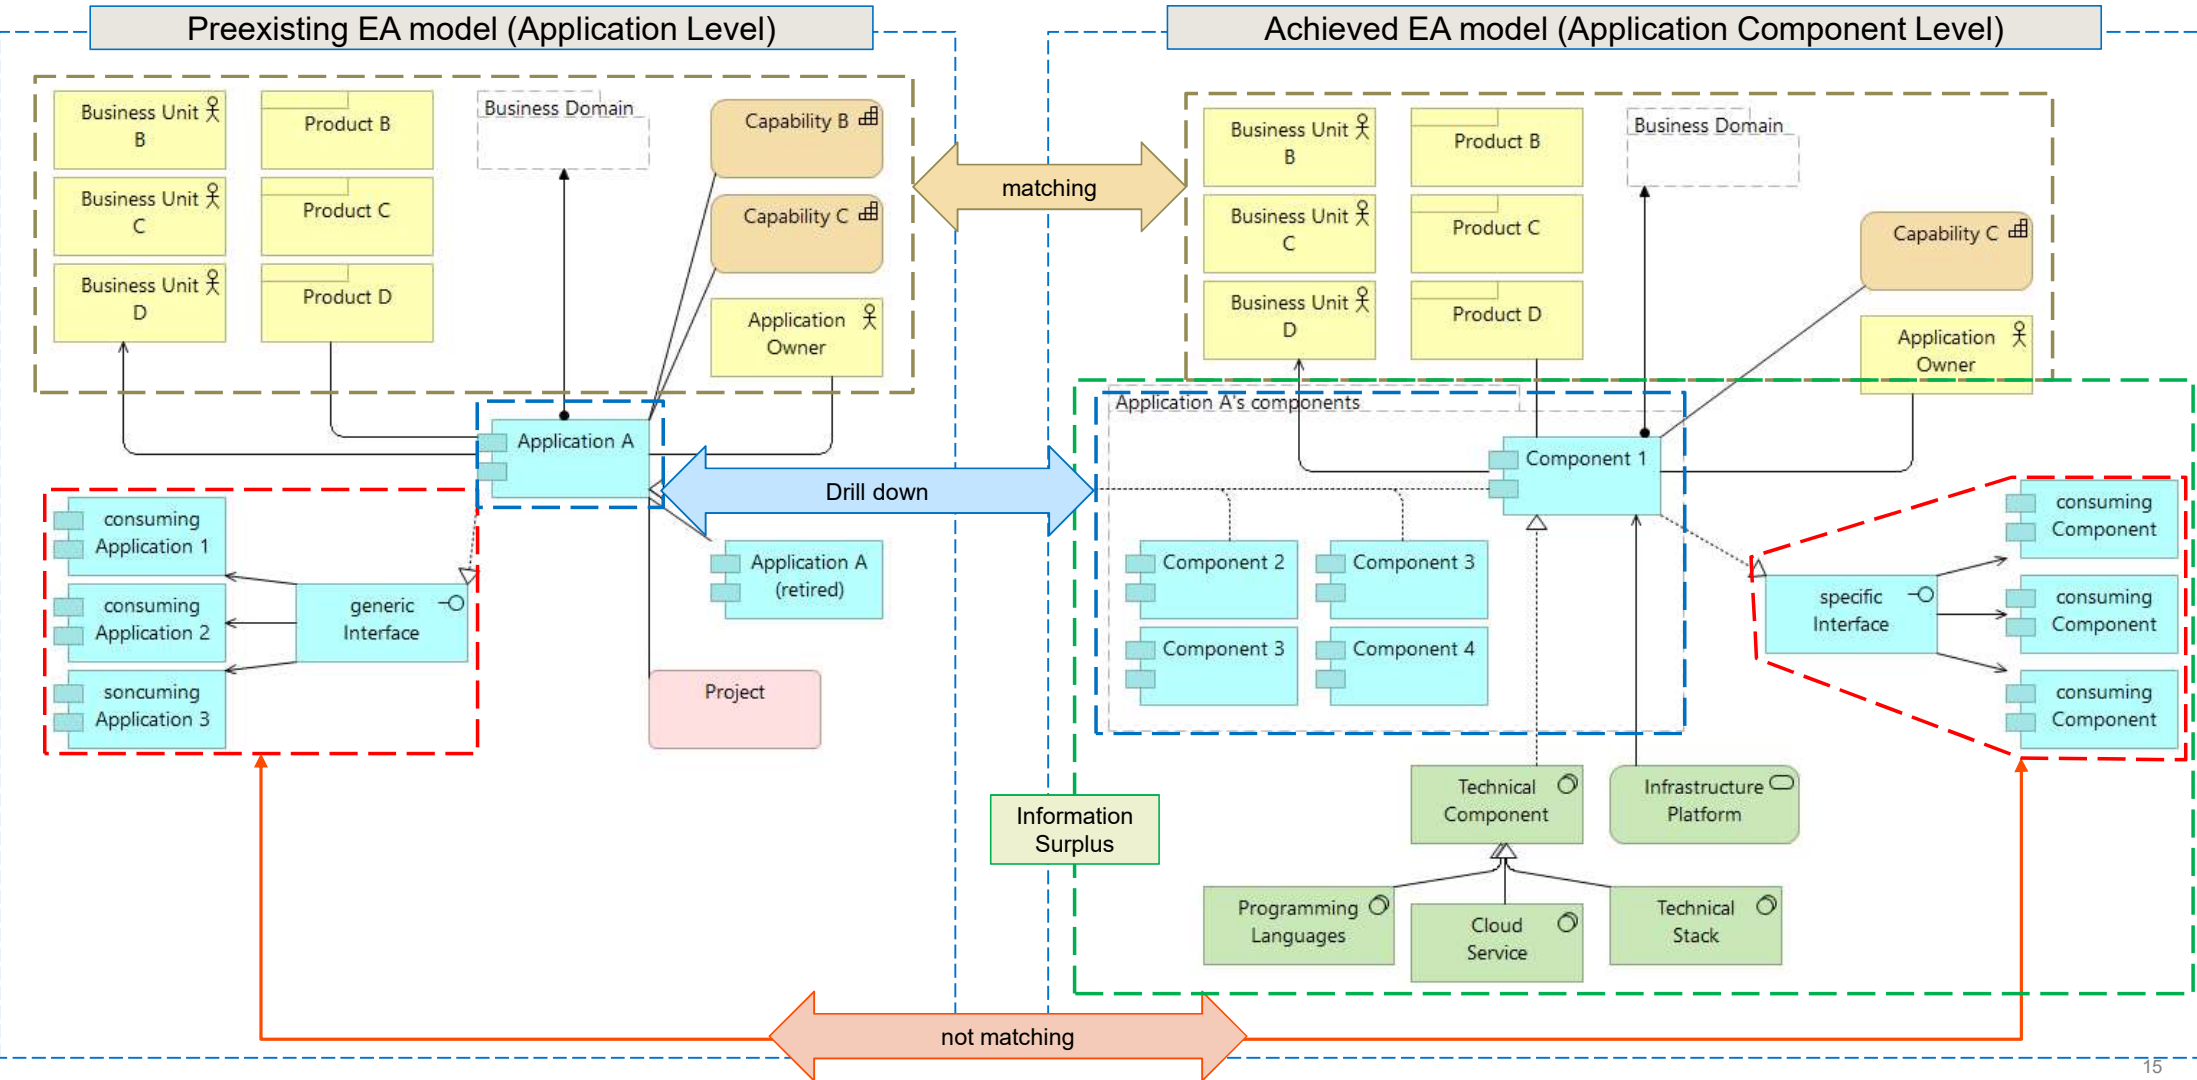 Preexisting EA model (Application Level)
Achieved EA model (Application Component Level)
Business Unit
B
Product B
Business Domain
Capability B
Business Unit
C
Product C
Capability C
Business Unit
D
Product D
Application
Owner
matching
Business Unit
B
Product B
Business Domain
Business Unit
C
Product C
Capability C
Business Unit
D
Product D
Application
Owner
Application A
Drill down
consuming
Application 1
consuming
Application 2
soncuming
Application 3
generic
Interface
Application A
(retired)
Project
Application A's components
Component 1
Component 2
Component 3
Component 3
Component 4
specific
Interface
consuming
Component
consuming
Component
consuming
Component
Information
Surplus
Technical
Component
Infrastructure
Platform
Programming
Languages
Cloud
Service
Technical
Stack
not matching
15